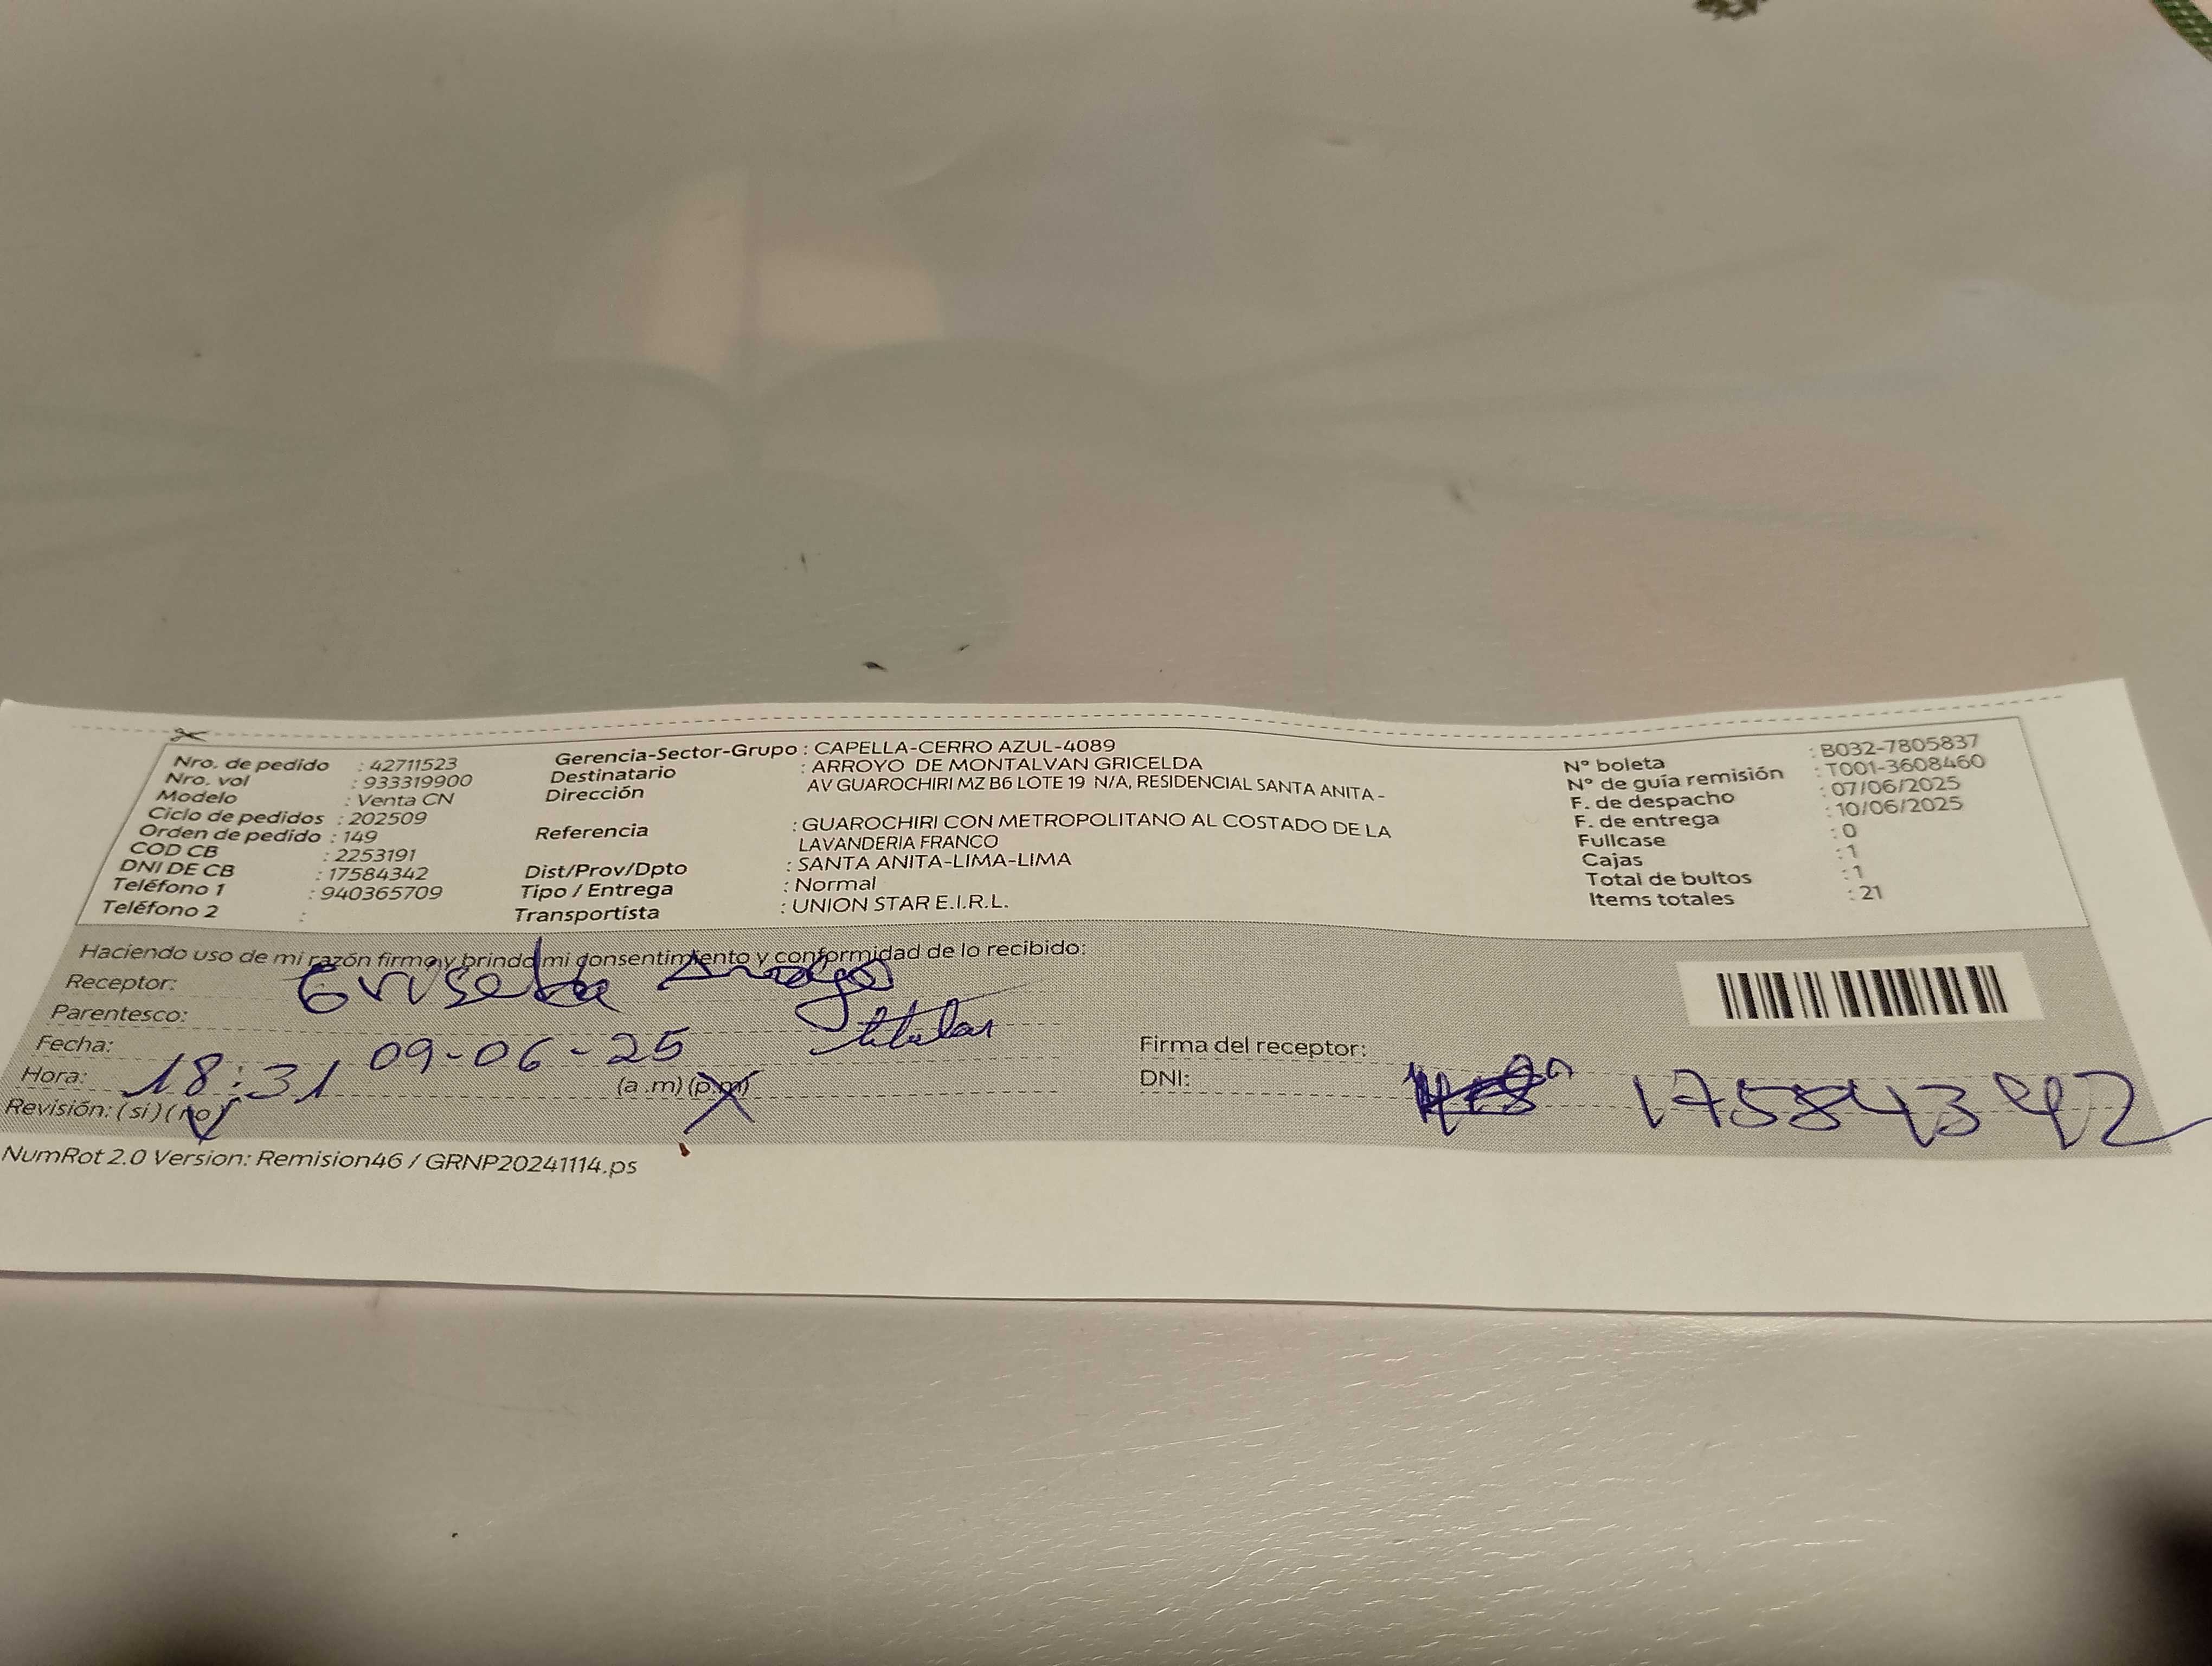 Nro. de pedido : 42711523
Nro. vol : 933319900
Modelo : Venta CN
Ciclo de pedidos : 202509
Orden de pedido : 149
COD CB : 2253191
DNI DE CB : 17584342
Teléfono 1 : 940365709
Teléfono 2 :
Gerencia-Sector-Grupo : CAPELLA-CERRO AZUL-4089
Destinatario : ARROYO DE MONTALVAN GRICELDA
Dirección AV GUAROCHIRI MZ B6 LOTE 19 N/A, RESIDENCIAL SANTA ANITA -
Referencia : GUAROCHIRI CON METROPOLITANO AL COSTADO DE LA
LAVANDERIA FRANCO
Dist/Prov/Dpto : SANTA ANITA-LIMA-LIMA
Tipo / Entrega : Normal
Transportista : UNION STAR E.I.R.L.
N° boleta : B032-7805837
N° de guía remisión : T001-3608460
F. de despacho : 07/06/2025
F. de entrega : 10/06/2025
Fullcase : 0
Cajas : 1
Total de bultos : 1
Items totales : 21
Haciendo uso de mi razón firmo y brindo mi consentimiento y conformidad de lo recibido:
Receptor: Griselda Arroyo
Parentesco: titular
Fecha: 09-06-25
Hora: 18:31 (a.m) (p.m)
Revisión: (si) (no)
Firma del receptor:
DNI: 17584342
NumRot 2.0 Version: Remision46 / GRNP20241114.ps